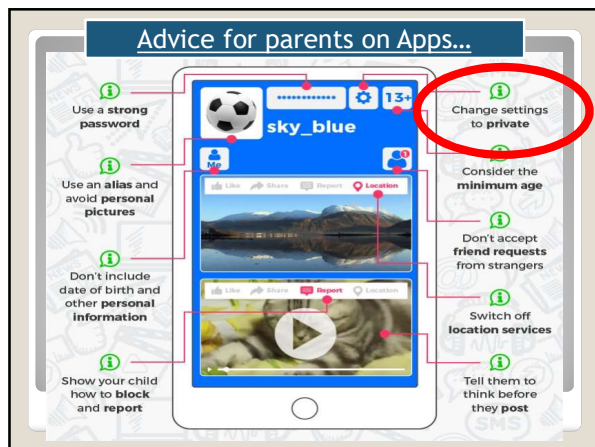 Advice for parents on Apps…
Use a strong
password
Use an alias and
avoid personal
pictures
Don't include
date of birth and
other personal
information
Show your child
how to block
and report
••••••••••••
13+
sky_blue
Me
1
Like Share Report Location
Like Share Report Location
Change settings
to private
Consider the
minimum age
Don't accept
friend requests
from strangers
Switch off
location services
Tell them to
think before
they post
NEWS
SMS